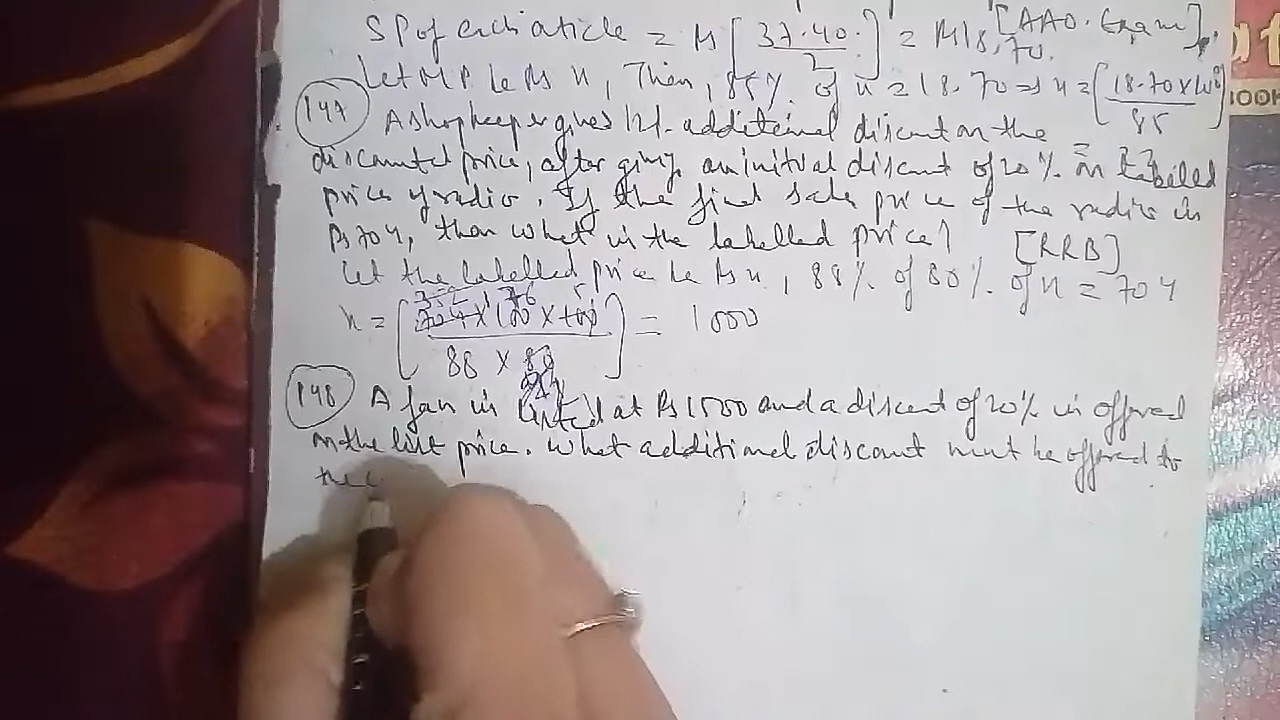 SP of each article = Rs [37.40/2] = Rs 18.70. [AAO. Exam]
Let MP be Rs x, Then, 85% of x = 18.70 => x = (18.70x100/85)
= 22
(147) A shopkeeper gives 12% additional discount on the
discounted price, after giving an initial discount of 20% on labelled
price of radio. If the final sale price of the radio is
Rs 704, then what is the labelled price? [RRB]
Let the labelled price be Rs x, 88% of 80% of x = 704
x = [704 x 100 x 100 / 88 x 80] = 1000
(148) A fan is listed at Rs 1500 and a discount of 20% is offered
on the list price. What additional discount must be offered to
the c